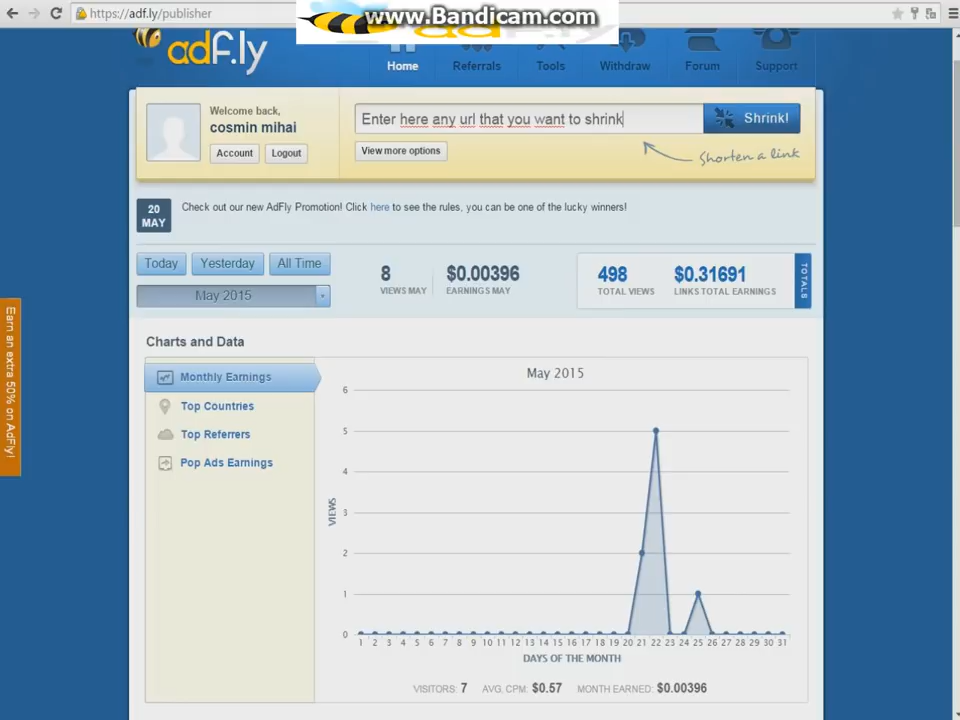 https://adf.ly/publisher
www.Bandicam.com
adf.ly
Home
Referrals
Tools
Withdraw
Forum
Support
Welcome back,
cosmin mihai
Account
Logout
Enter here any url that you want to shrink
Shrink!
View more options
Shorten a link
20
MAY
Check out our new AdFly Promotion! Click here to see the rules, you can be one of the lucky winners!
Today
Yesterday
All Time
May 2015
8
VIEWS MAY
$0.00396
EARNINGS MAY
498
TOTAL VIEWS
$0.31691
LINKS TOTAL EARNINGS
TOTALS
Earn an extra 50% on AdFly!
Charts and Data
Monthly Earnings
Top Countries
Top Referrers
Pop Ads Earnings
May 2015
6
5
4
3
2
1
0
VIEWS
1 2 3 4 5 6 7 8 9 10 11 12 13 14 15 16 17 18 19 20 21 22 23 24 25 26 27 28 29 30 31
DAYS OF THE MONTH
VISITORS: 7 AVG, CPM: $0.57 MONTH EARNED: $0.00396